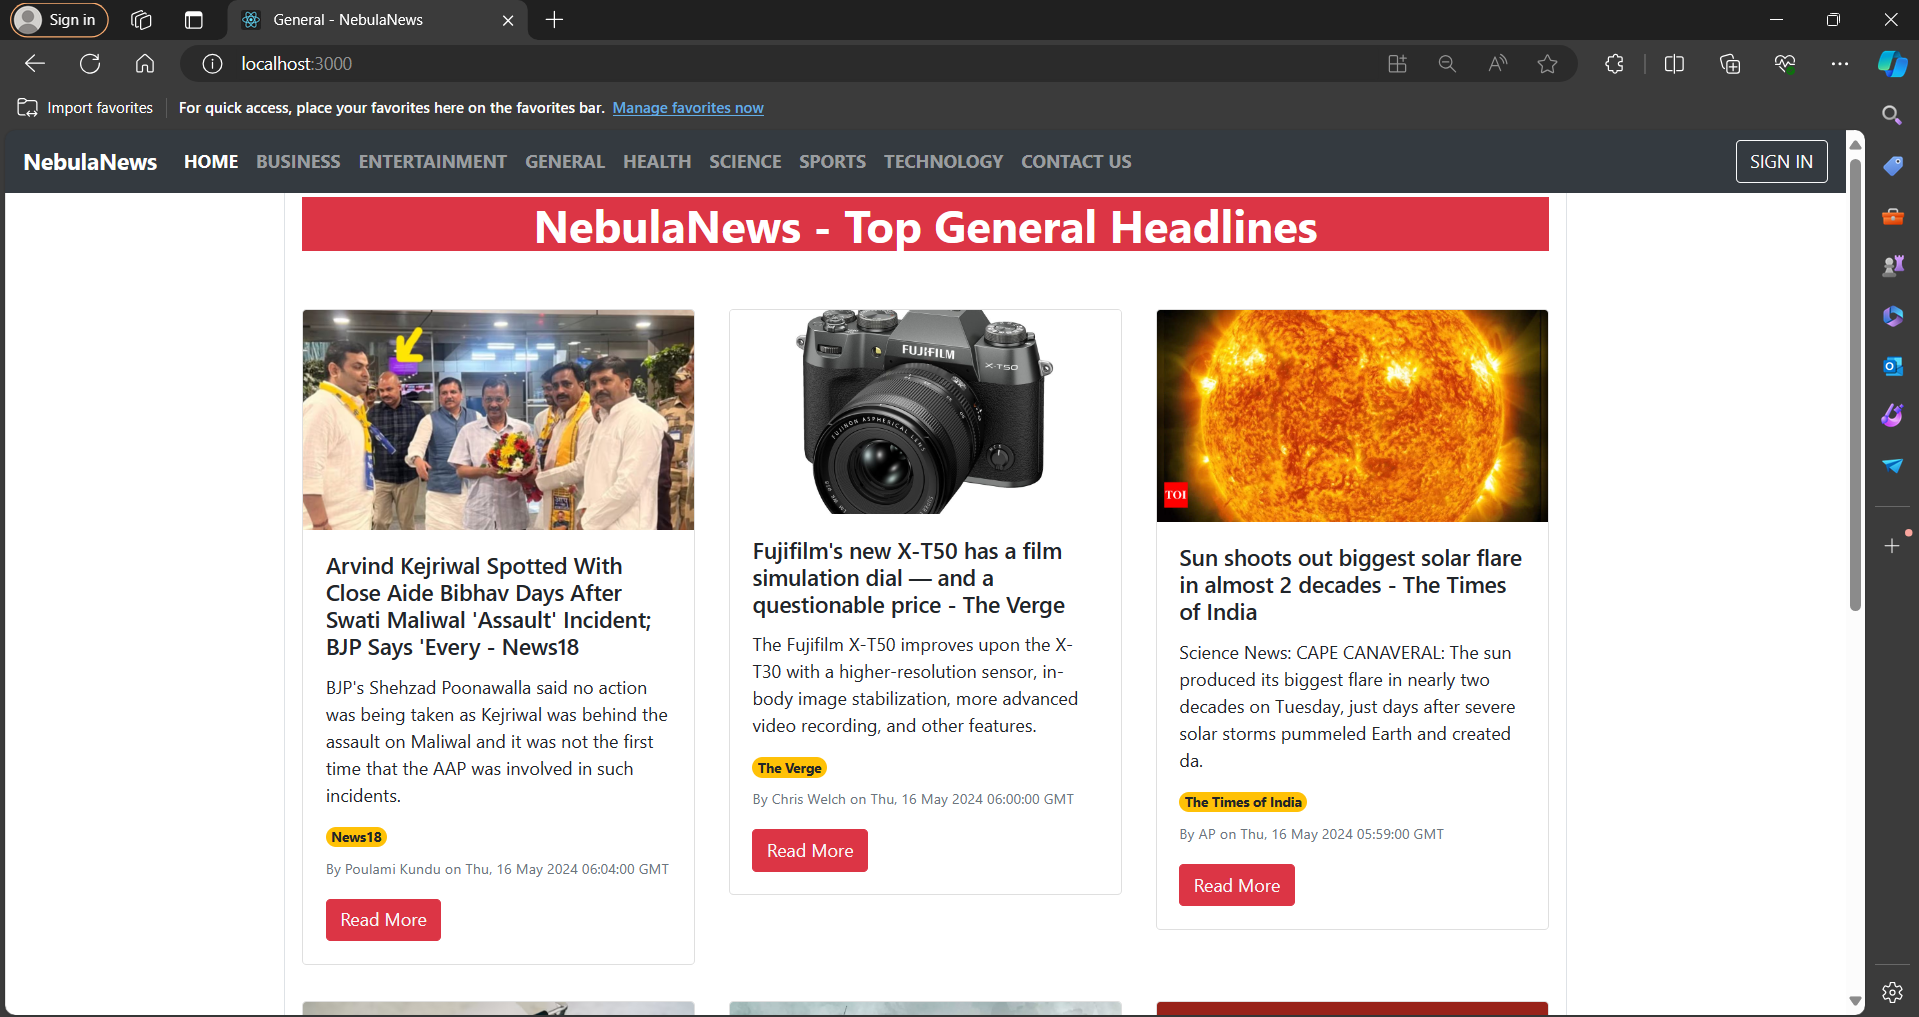 Sign in
General - NebulaNews
localhost:3000
Import favorites
For quick access, place your favorites here on the favorites bar. Manage favorites now
NebulaNews HOME BUSINESS ENTERTAINMENT GENERAL HEALTH SCIENCE SPORTS TECHNOLOGY CONTACT US SIGN IN
NebulaNews - Top General Headlines
Arvind Kejriwal Spotted With
Close Aide Bibhav Days After
Swati Maliwal 'Assault' Incident;
BJP Says 'Every - News18
BJP's Shehzad Poonawalla said no action
was being taken as Kejriwal was behind the
assault on Maliwal and it was not the first
time that the AAP was involved in such
incidents.
News18
By Poulami Kundu on Thu, 16 May 2024 06:04:00 GMT
Read More
FUJIFILM
X-T50
FUJINON ASPHERICAL LENS
Fujifilm's new X-T50 has a film
simulation dial — and a
questionable price - The Verge
The Fujifilm X-T50 improves upon the X-
T30 with a higher-resolution sensor, in-
body image stabilization, more advanced
video recording, and other features.
The Verge
By Chris Welch on Thu, 16 May 2024 06:00:00 GMT
Read More
TOI
Sun shoots out biggest solar flare
in almost 2 decades - The Times
of India
Science News: CAPE CANAVERAL: The sun
produced its biggest flare in nearly two
decades on Tuesday, just days after severe
solar storms pummeled Earth and created
da.
The Times of India
By AP on Thu, 16 May 2024 05:59:00 GMT
Read More